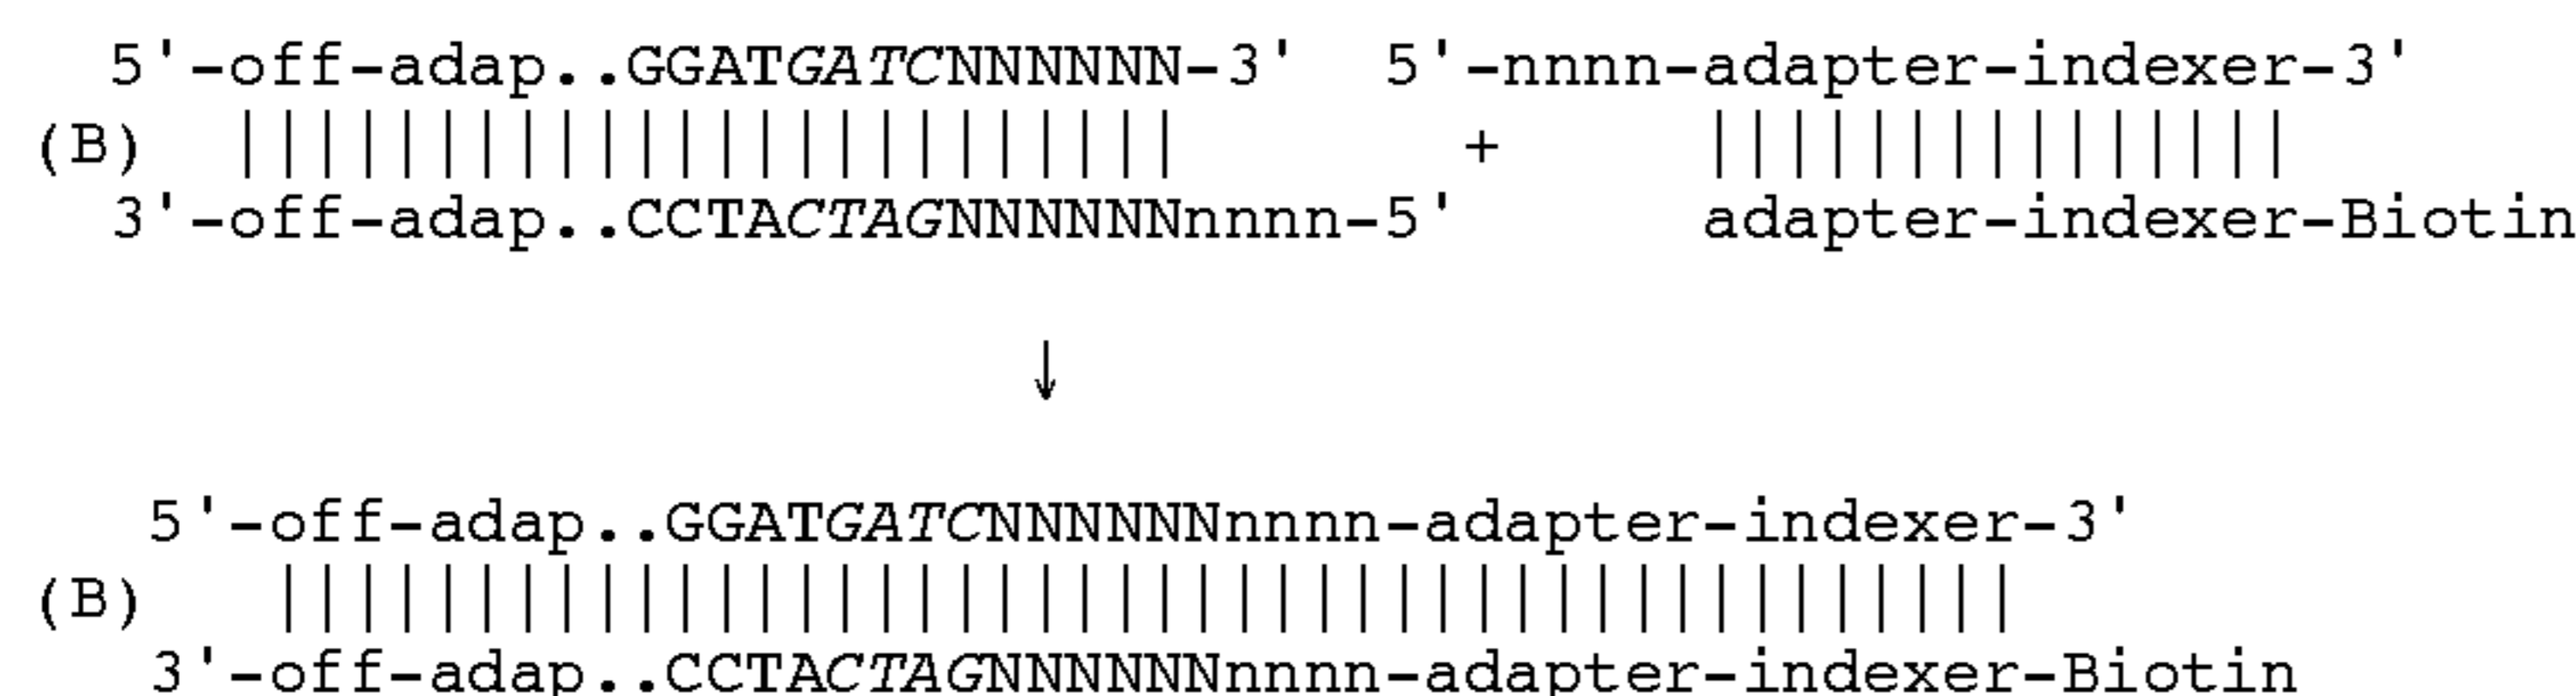 5'-off-adap..GGATGATCNNNNNN-3' 5'-nnnn-adapter-indexer-3'
(B) |||||||||||||||||||||||| + |||||||||||||||
3'-off-adap..CCTACTAGNNNNNNnnnn-5' adapter-indexer-Biotin
↓
5'-off-adap..GGATGATCNNNNNNnnnn-adapter-indexer-3'
(B) ||||||||||||||||||||||||||||||||||||||||||||
3'-off-adap..CCTACTAGNNNNNNnnnn-adapter-indexer-Biotin